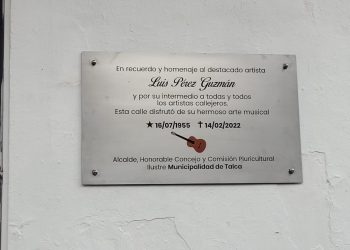 En recuerdo y homenaje al destacado artista
Luis Pérez Guzmán
y por su intermedio a todas y todos
los artistas callejeros.
Esta calle disfrutó de su hermoso arte musical
★ 16/07/1955 ✝ 14/02/2022
Alcalde, Honorable Concejo y Comisión Pluricultural
Ilustre Municipalidad de Talca